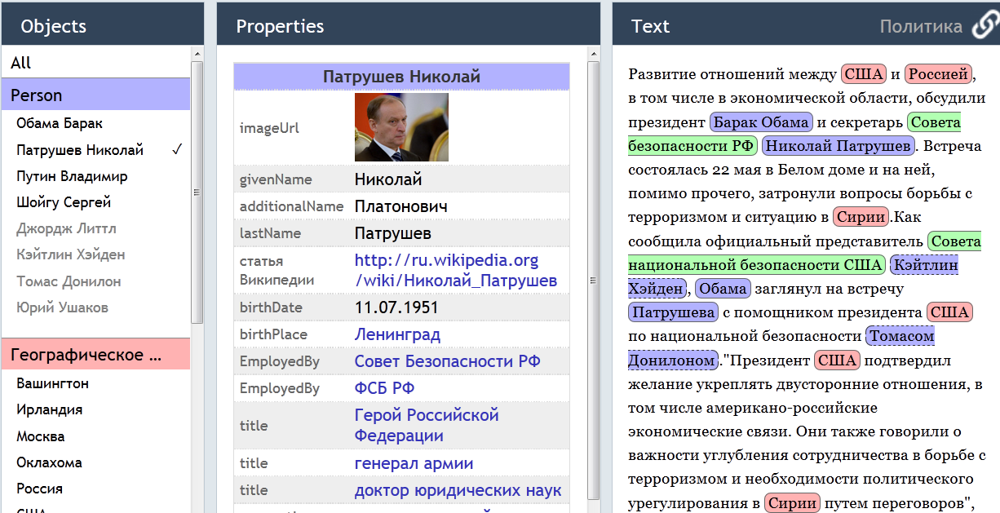 Objects
All
Person
Обама Барак
Патрушев Николай ✓
Путин Владимир
Шойгу Сергей
Джордж Литтл
Кэйтлин Хэйден
Томас Донилон
Юрий Ушаков
Географическое ...
Вашингтон
Ирландия
Москва
Оклахома
Россия
США
Properties
Патрушев Николай
imageUrl
givenName Николай
additionalName Платонович
lastName Патрушев
статья Википедии http://ru.wikipedia.org
/wiki/Николай_Патрушев
birthDate 11.07.1951
birthPlace Ленинград
EmployedBy Совет Безопасности РФ
EmployedBy ФСБ РФ
title Герой Российской
Федерации
title генерал армии
title доктор юридических наук
Text Политика
Развитие отношений между США и Россией,
в том числе в экономической области, обсудили
президент Барак Обама и секретарь Совета
безопасности РФ Николай Патрушев. Встреча
состоялась 22 мая в Белом доме и на ней,
помимо прочего, затронули вопросы борьбы с
терроризмом и ситуацию в Сирии.Как
сообщила официальный представитель Совета
национальной безопасности США Кэйтлин
Хэйден, Обама заглянул на встречу
Патрушева с помощником президента США
по национальной безопасности Томасом
Донилоном."Президент США подтвердил
желание укреплять двусторонние отношения, в
том числе американо-российские
экономические связи. Они также говорили о
важности углубления сотрудничества в борьбе с
терроризмом и необходимости политического
урегулирования в Сирии путем переговоров",